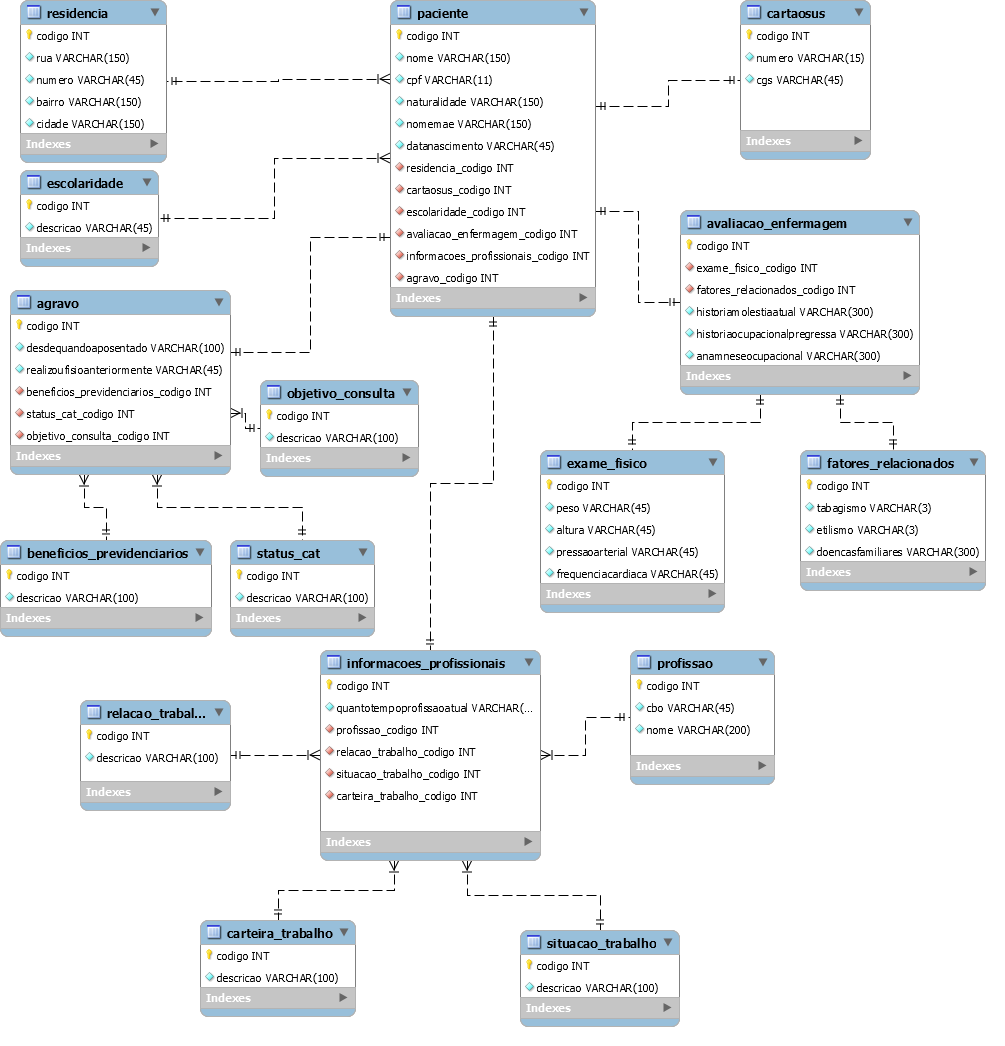 residencia
codigo INT
rua VARCHAR(150)
numero VARCHAR(45)
bairro VARCHAR(150)
cidade VARCHAR(150)
Indexes
paciente
codigo INT
nome VARCHAR(150)
cpf VARCHAR(11)
naturalidade VARCHAR(150)
nomemae VARCHAR(150)
datanascimento VARCHAR(45)
residencia_codigo INT
cartaosus_codigo INT
escolaridade_codigo INT
avaliacao_enfermagem_codigo INT
informacoes_profissionais_codigo INT
agravo_codigo INT
Indexes
cartaosus
codigo INT
numero VARCHAR(15)
cgs VARCHAR(45)
Indexes
escolaridade
codigo INT
descricao VARCHAR(45)
Indexes
avaliacao_enfermagem
codigo INT
exame_fisico_codigo INT
fatores_relacionados_codigo INT
historiamolestiaatual VARCHAR(300)
historiaocupacionalpregressa VARCHAR(300)
anamneseocupacional VARCHAR(300)
Indexes
agravo
codigo INT
desdequandoaposentado VARCHAR(100)
realizoufisioanteriormente VARCHAR(45)
beneficios_previdenciarios_codigo INT
status_cat_codigo INT
objetivo_consulta_codigo INT
Indexes
objetivo_consulta
codigo INT
descricao VARCHAR(100)
Indexes
exame_fisico
codigo INT
peso VARCHAR(45)
altura VARCHAR(45)
pressaoarterial VARCHAR(45)
frequenciacardiaca VARCHAR(45)
Indexes
fatores_relacionados
codigo INT
tabagismo VARCHAR(3)
etilismo VARCHAR(3)
doencasfamiliares VARCHAR(300)
Indexes
beneficios_previdenciarios
codigo INT
descricao VARCHAR(100)
Indexes
status_cat
codigo INT
descricao VARCHAR(100)
Indexes
informacoes_profissionais
codigo INT
quantotempoprofissaoatual VARCHAR(...
profissao_codigo INT
relacao_trabalho_codigo INT
situacao_trabalho_codigo INT
carteira_trabalho_codigo INT
Indexes
profissao
codigo INT
cbo VARCHAR(45)
nome VARCHAR(200)
Indexes
relacao_trabal...
codigo INT
descricao VARCHAR(100)
Indexes
carteira_trabalho
codigo INT
descricao VARCHAR(100)
Indexes
situacao_trabalho
codigo INT
descricao VARCHAR(100)
Indexes